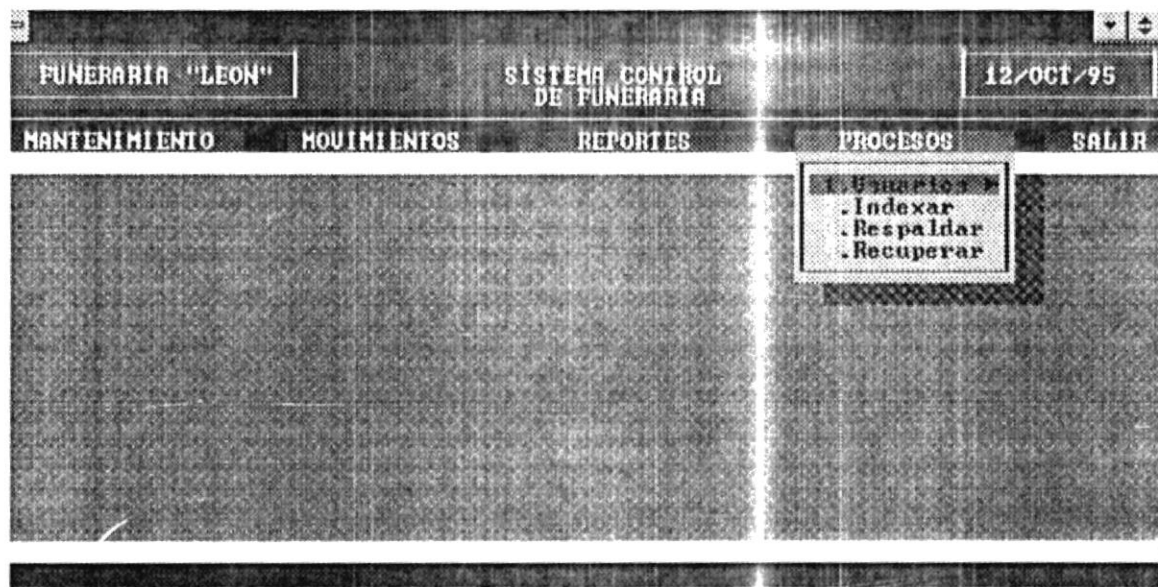 FUNERARIA "LEON"
SISTEMA CONTROL
DE FUNERARIA
12/OCT/95
MANTENIMIENTO MOVIMIENTOS REPORTES PROCESOS SALIR
1.Usuarios
.Indexar
.Respaldar
.Recuperar